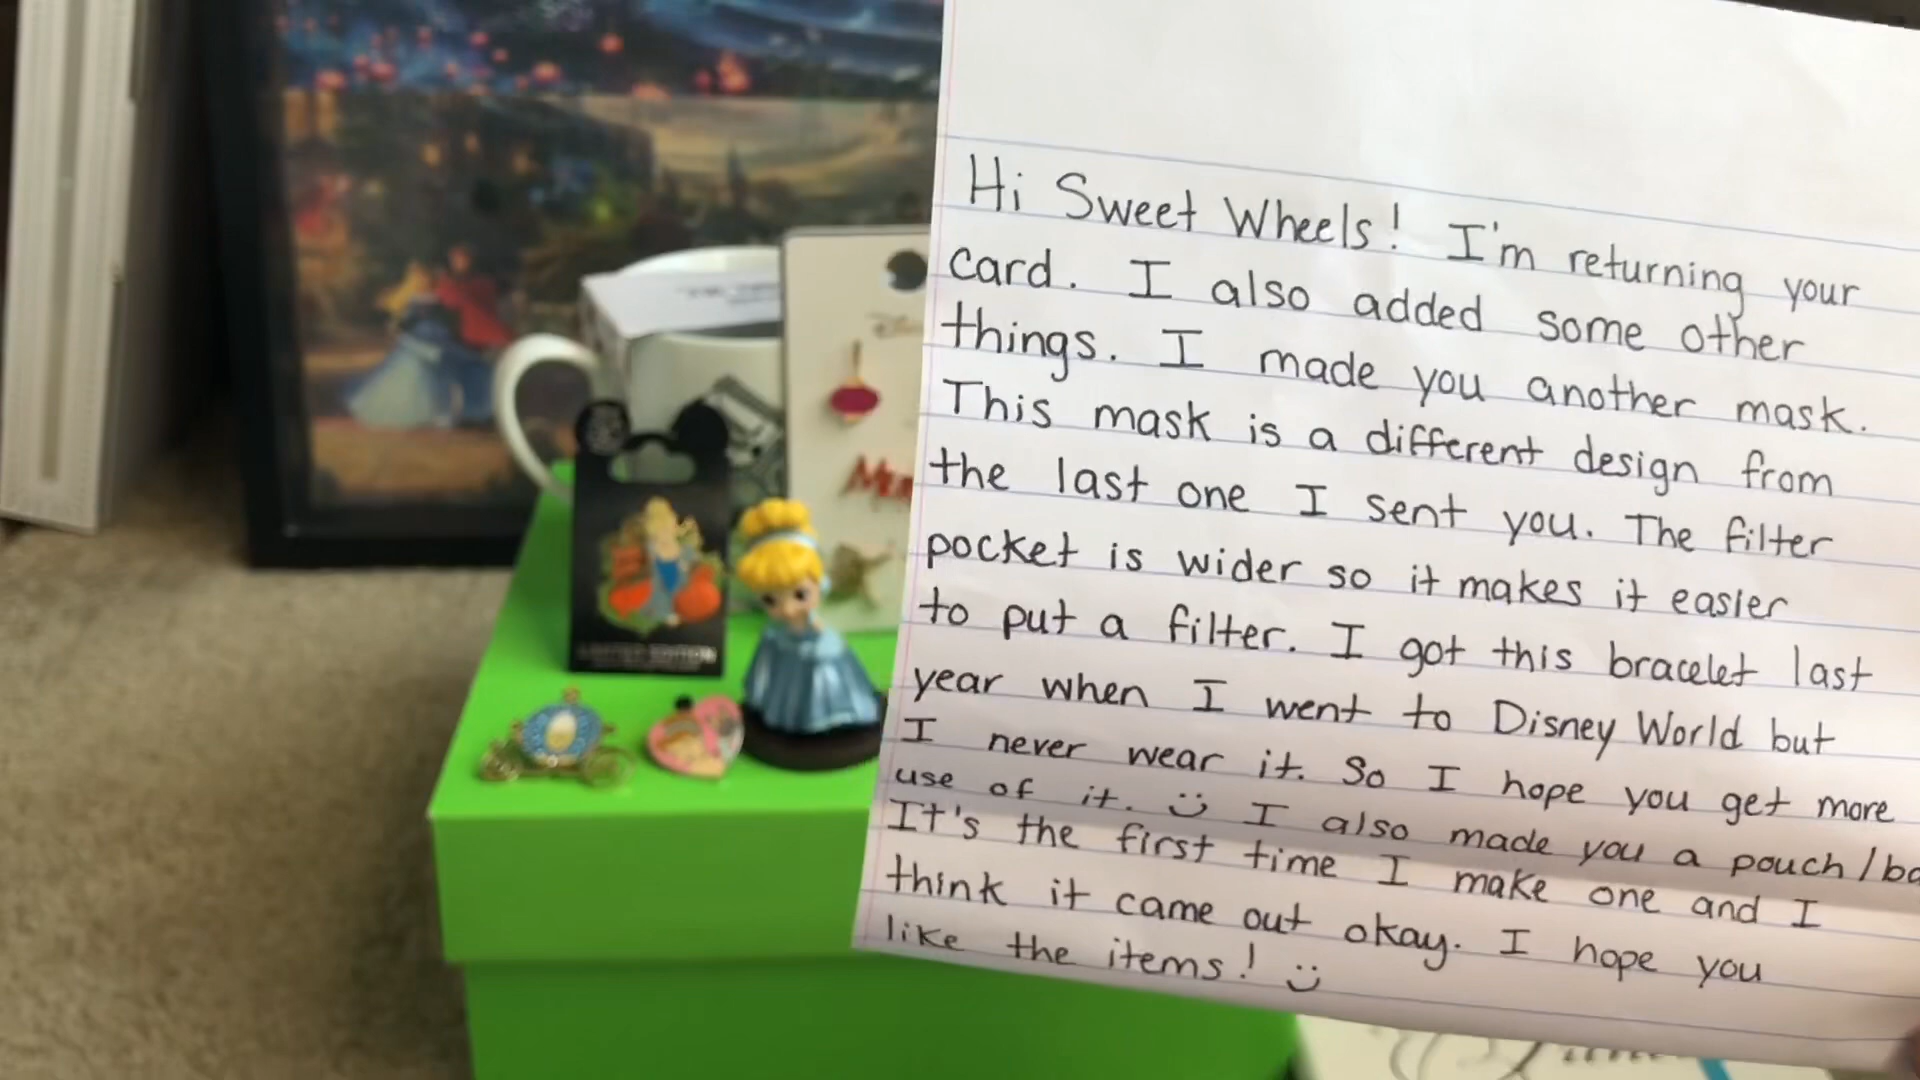 Hi Sweet Wheels! I'm returning your
card. I also added some other
things. I made you another mask.
This mask is a different design from
the last one I sent you. The filter
pocket is wider so it makes it easier
to put a filter. I got this bracelet last
year when I went to Disney World but
I never wear it. So I hope you get more
use of it. :) I also made you a pouch/
It's the first time I make one and I
think it came out okay. I hope you
like the items! :)
LIMITED EDITION